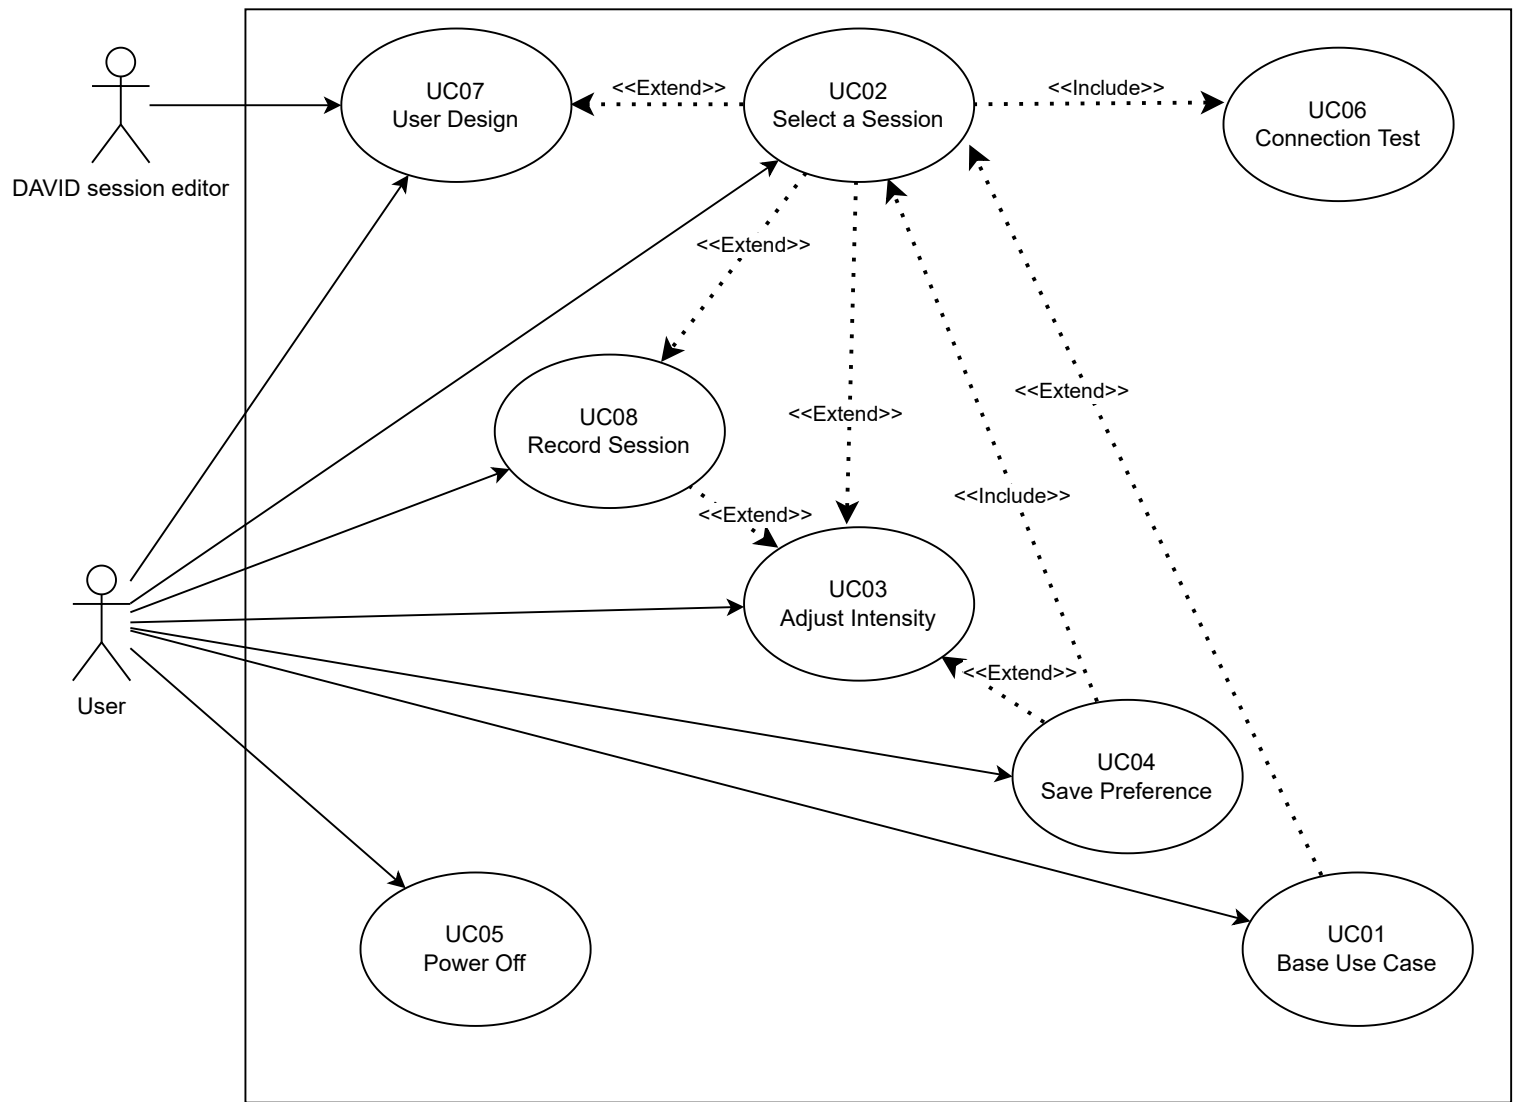 UC07
User Design
<<Extend>>
UC02
Select a Session
<<Include>>
UC06
Connection Test
DAVID session editor
<<Extend>>
<<Extend>>
UC08
Record Session
<<Extend>>
<<Include>>
<<Extend>>
UC03
Adjust Intensity
<<Extend>>
User
UC04
Save Preference
UC05
Power Off
UC01
Base Use Case